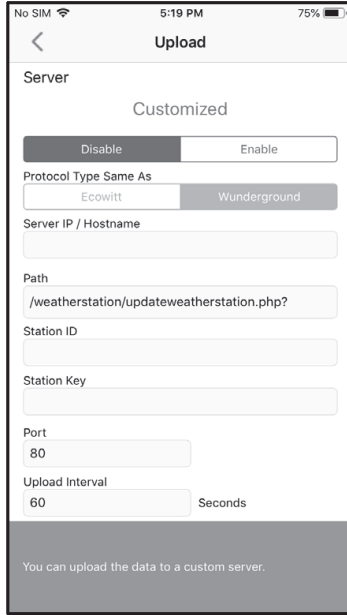 No SIM 5:19 PM 75%
Upload
Server
Customized
Disable Enable
Protocol Type Same As
Ecowitt Wunderground
Server IP / Hostname
Path
/weatherstation/updateweatherstation.php?
Station ID
Station Key
Port
80
Upload Interval
60 Seconds
You can upload the data to a custom server.